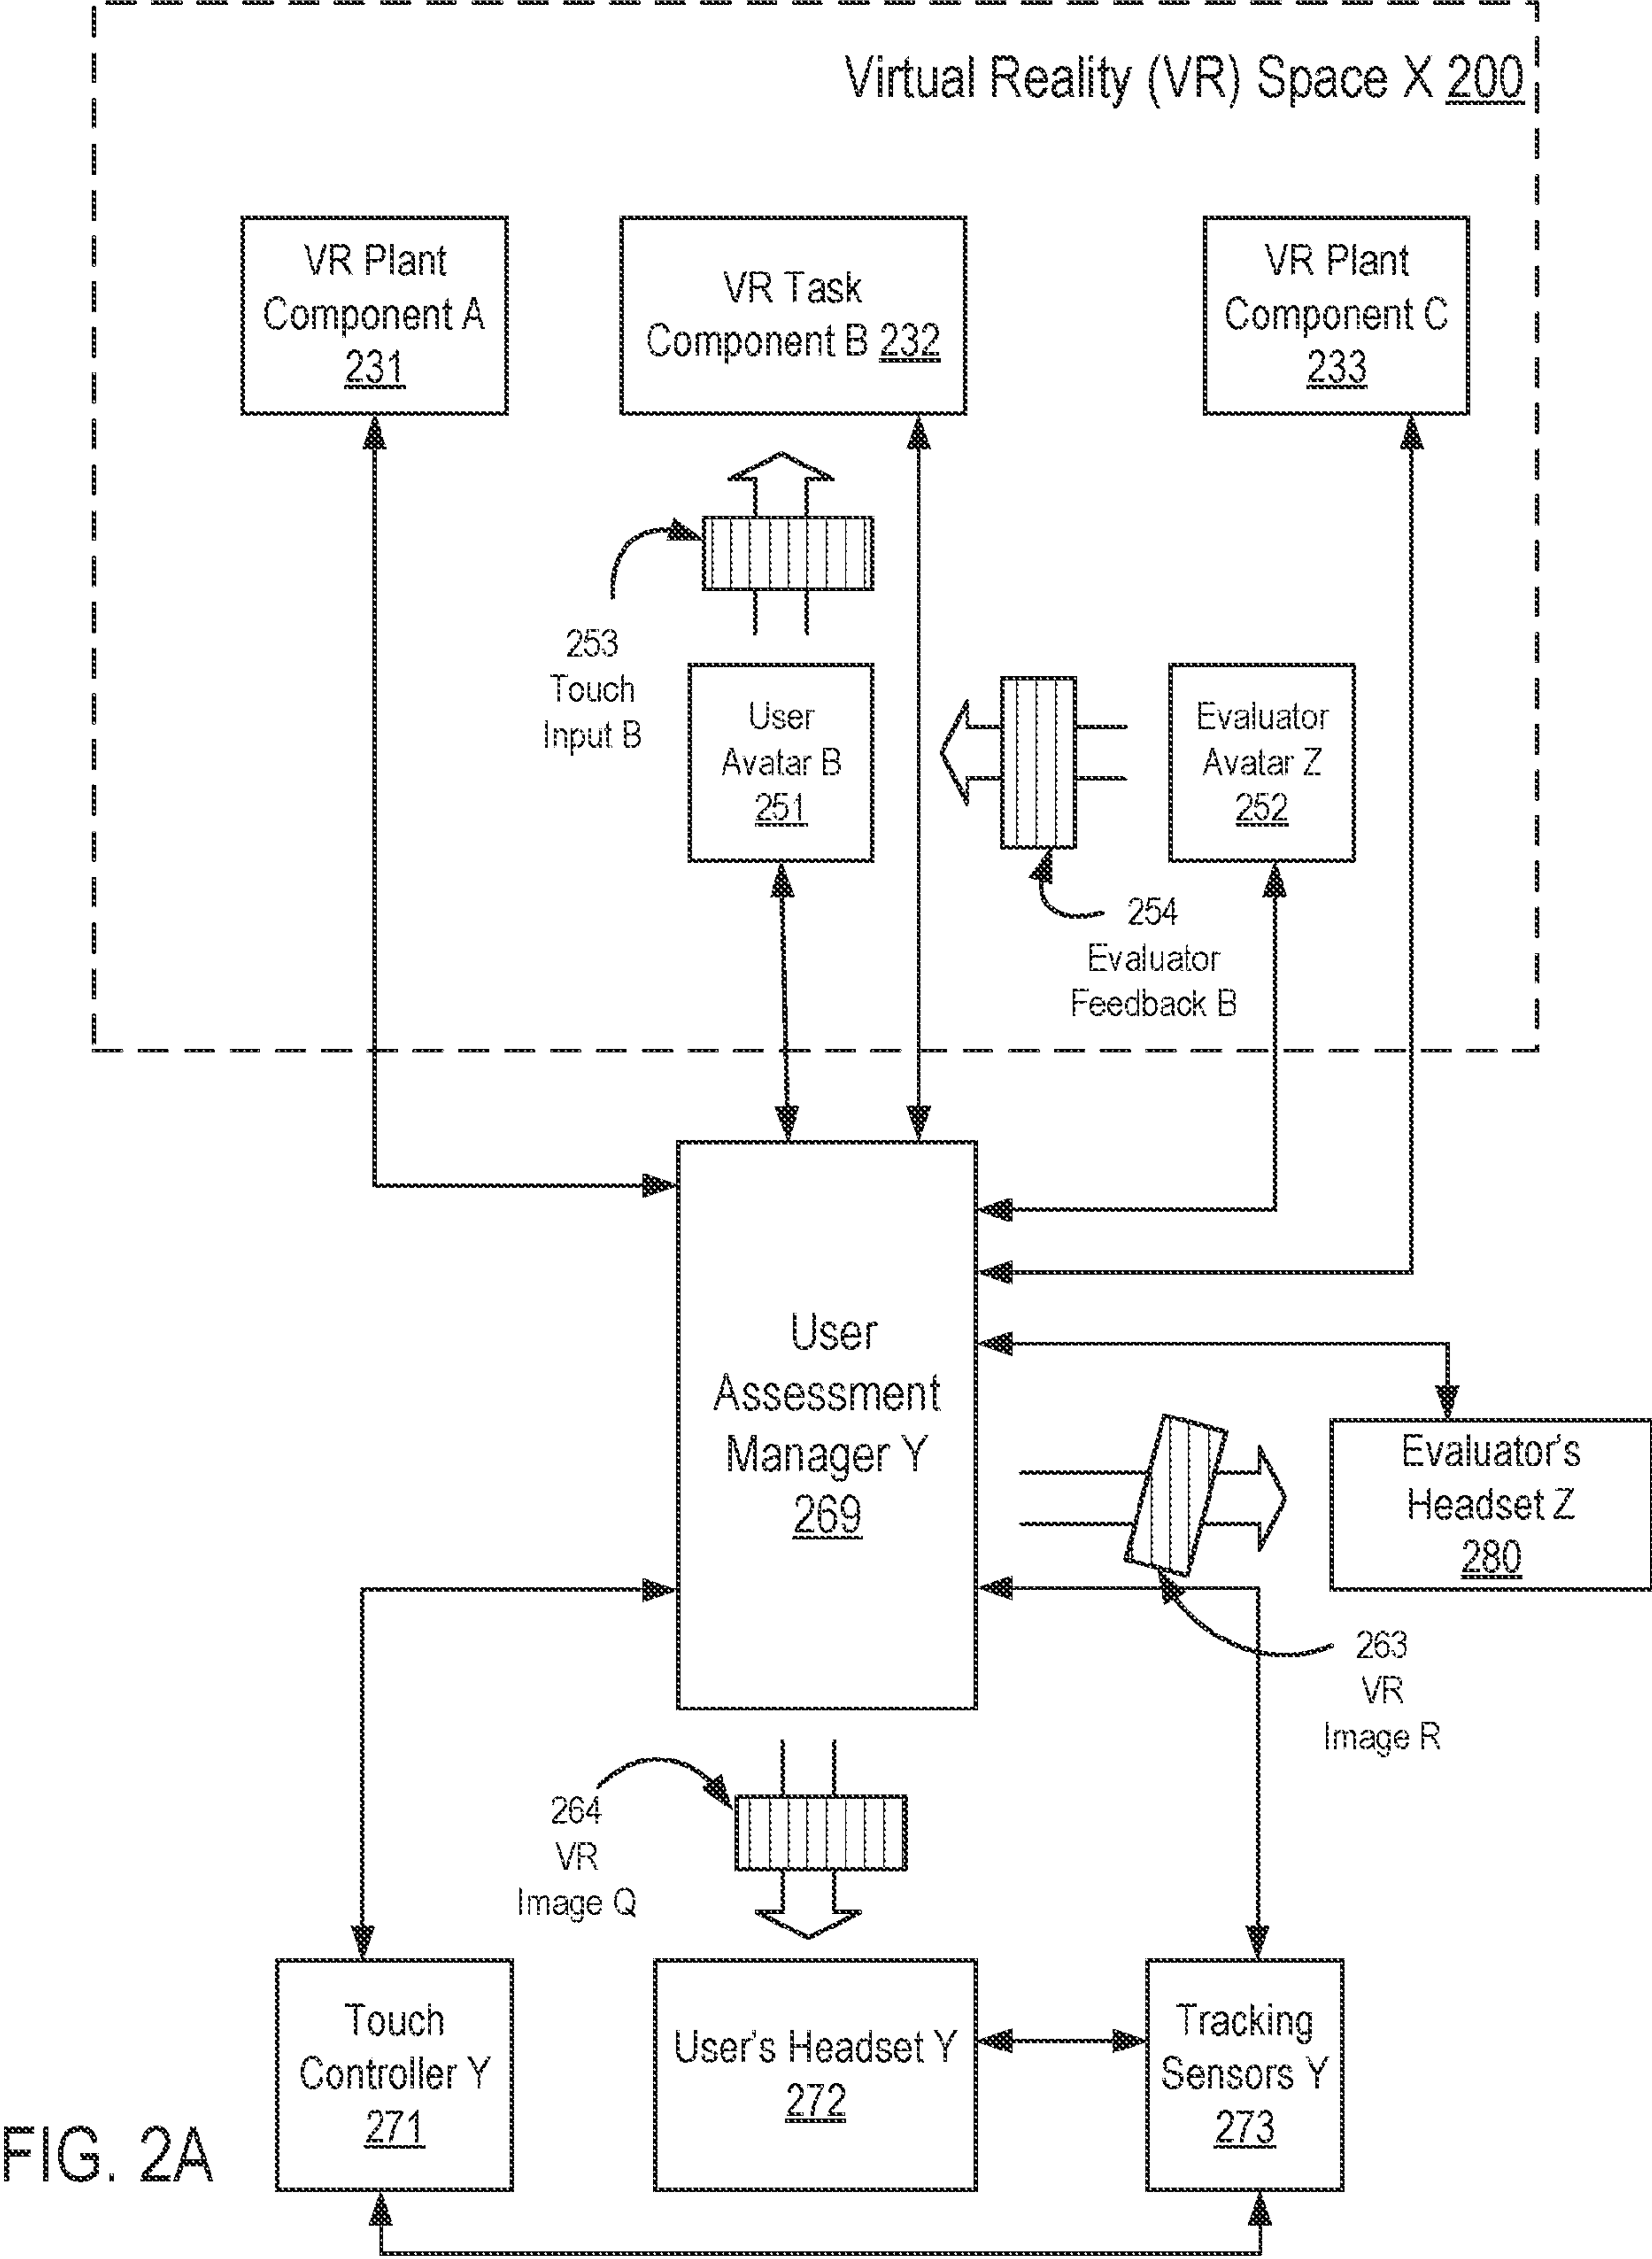 Virtual Reality (VR) Space X 200
VR Plant
Component A
231
VR Task
Component B 232
VR Plant
Component C
233
253
Touch
Input B
User
Avatar B
251
Evaluator
Avatar Z
252
254
Evaluator
Feedback B
User
Assessment
Manager Y
269
Evaluator's
Headset Z
280
263
VR
Image R
264
VR
Image Q
Touch
Controller Y
271
User's Headset Y
272
Tracking
Sensors Y
273
FIG. 2A